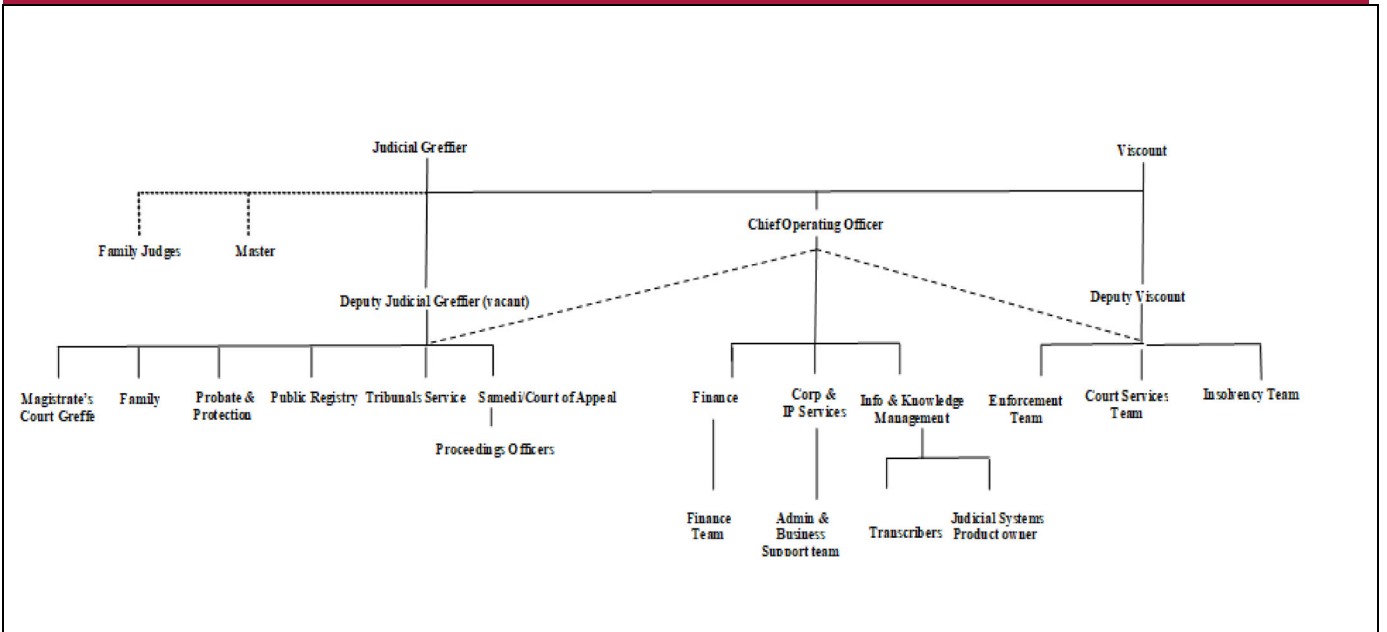 Judicial Greffier
Viscount
Chief Operating Officer
Family Judges
Master
Deputy Judicial Greffier (vacant)
Deputy Viscount
Magistrate's
Court Greffe
Family
Probate &
Protection
Public Registry
Tribunals Service
Samedi/Court of Appeal
Proceedings Officers
Finance
Corp &
IP Services
Info & Knowledge
Management
Enforcement
Team
Court Services
Team
Insolvency Team
Finance
Team
Admin &
Business
Support team
Transcribers
Judicial Systems
Product owner